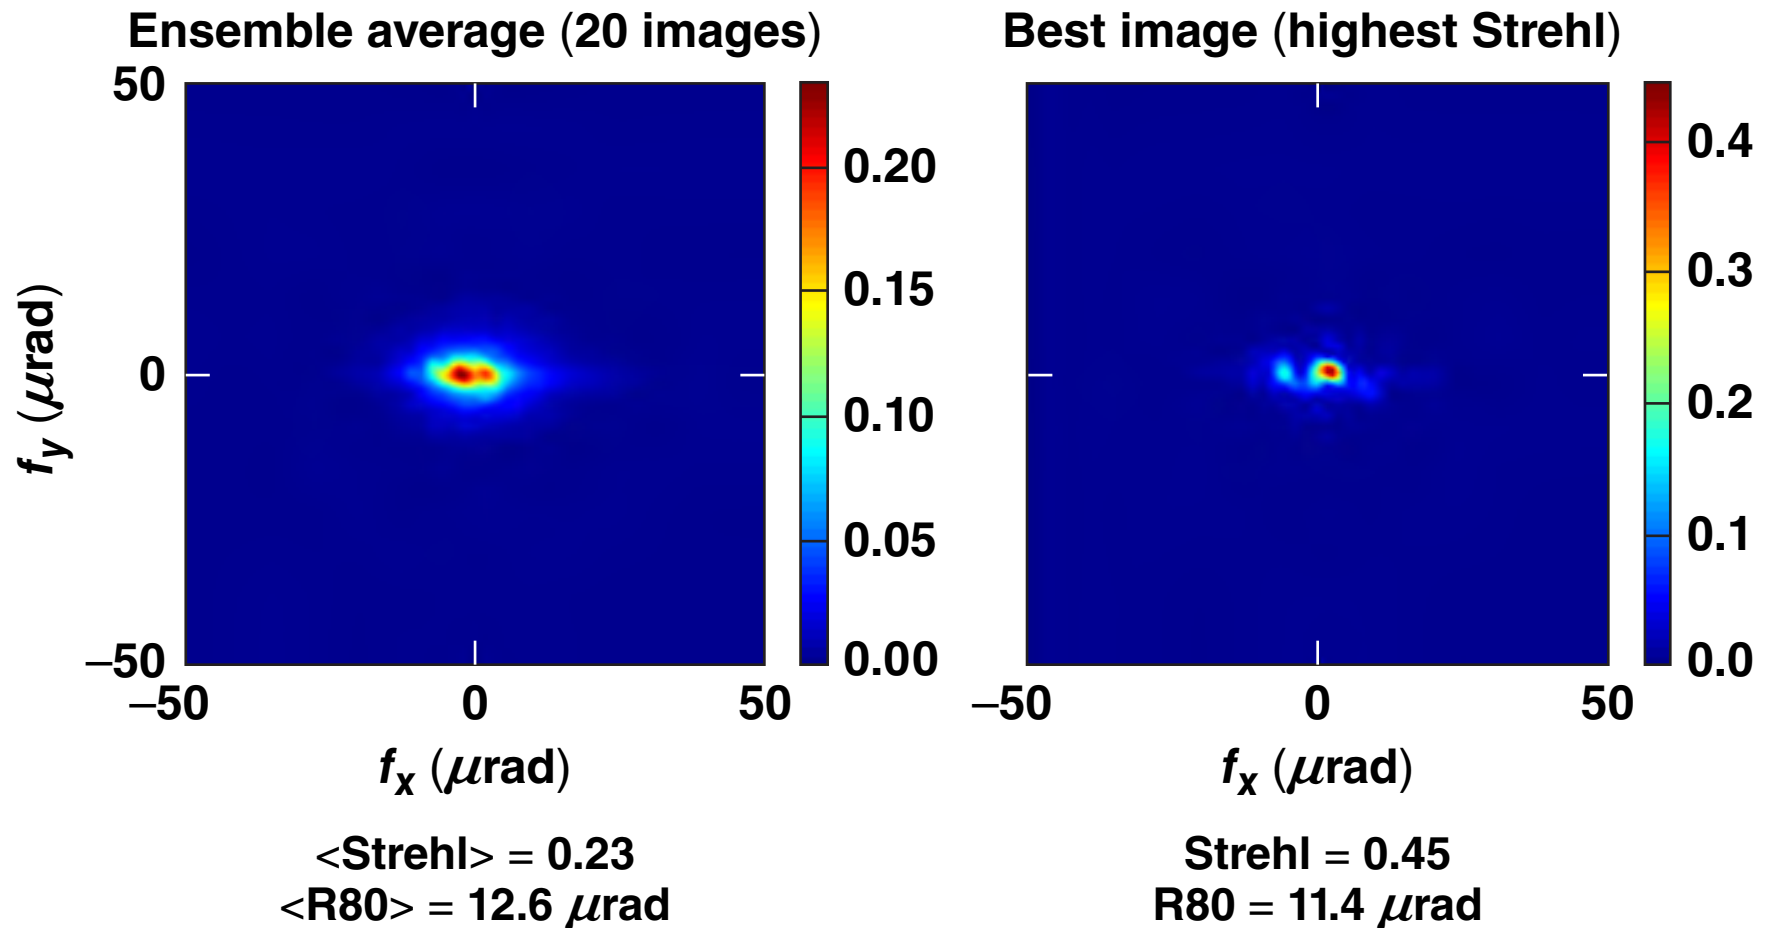 Ensemble average (20 images)
50
0
–50
–50
0
50
f_y (μrad)
f_x (μrad)
0.20
0.15
0.10
0.05
0.00
<Strehl> = 0.23
<R80> = 12.6 μrad
Best image (highest Strehl)
–50
0
50
f_x (μrad)
0.4
0.3
0.2
0.1
0.0
Strehl = 0.45
R80 = 11.4 μrad